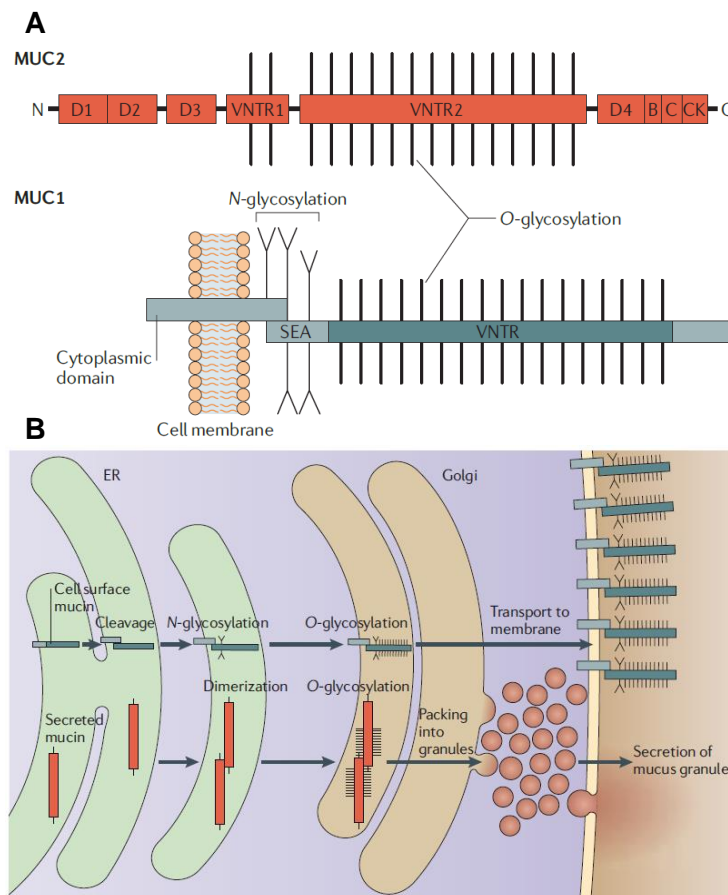 A
MUC2
N D1 D2 D3 VNTR1 VNTR2 D4 B C CK C
MUC1
N-glycosylation
O-glycosylation
SEA VNTR
Cytoplasmic
domain
Cell membrane
B
ER Golgi
Cell surface
mucin
Cleavage N-glycosylation O-glycosylation
Transport to
membrane
Dimerization O-glycosylation
Secreted
mucin
Packing
into
granules
Secretion of
mucus granule